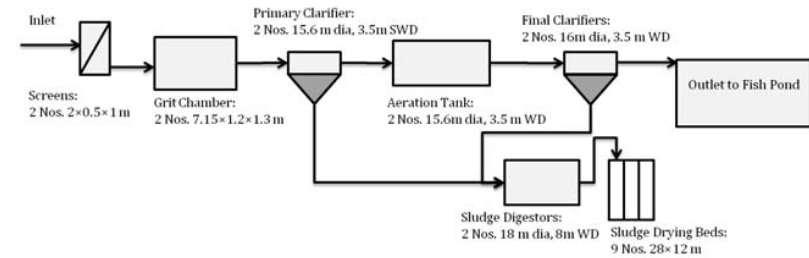 Inlet
Screens:
2 Nos. 2×0.5×1m
Grit Chamber:
2 Nos. 7.15×1.2×1.3 m
Primary Clarifier:
2 Nos. 15.6 m dia, 3.5m SWD
Aeration Tank:
2 Nos. 15.6m dia, 3.5 m WD
Final Clarifiers:
2 Nos. 16m dia, 3.5 m WD
Outlet to Fish Pond
Sludge Digestors:
2 Nos. 18 m dia, 8m WD
Sludge Drying Beds:
9 Nos. 28×12 m